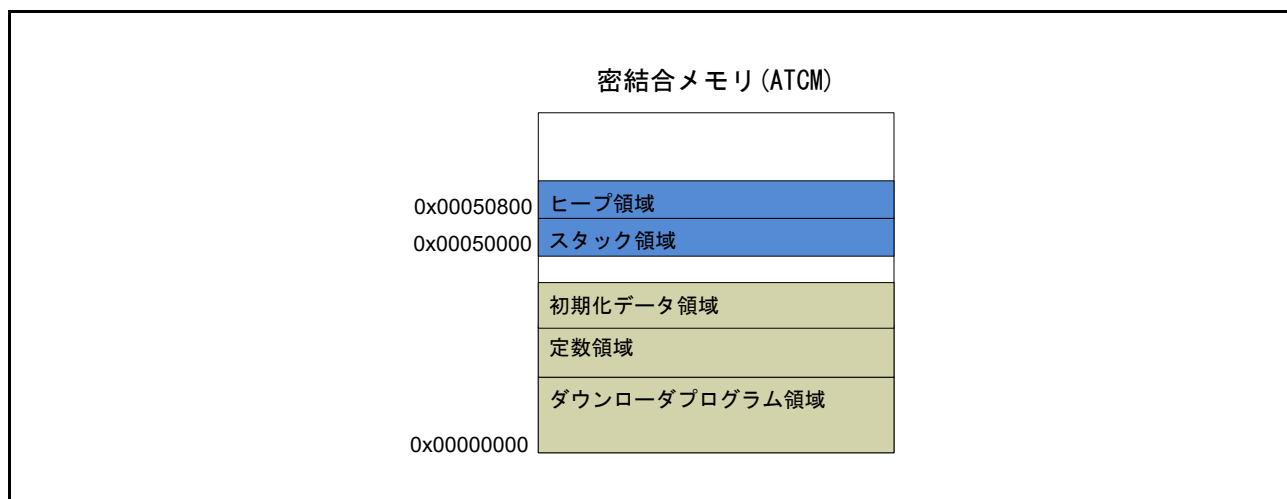 密結合メモリ(ATCM)
0x00050800 ヒープ領域
0x00050000 スタック領域
初期化データ領域
定数領域
ダウンローダプログラム領域
0x00000000